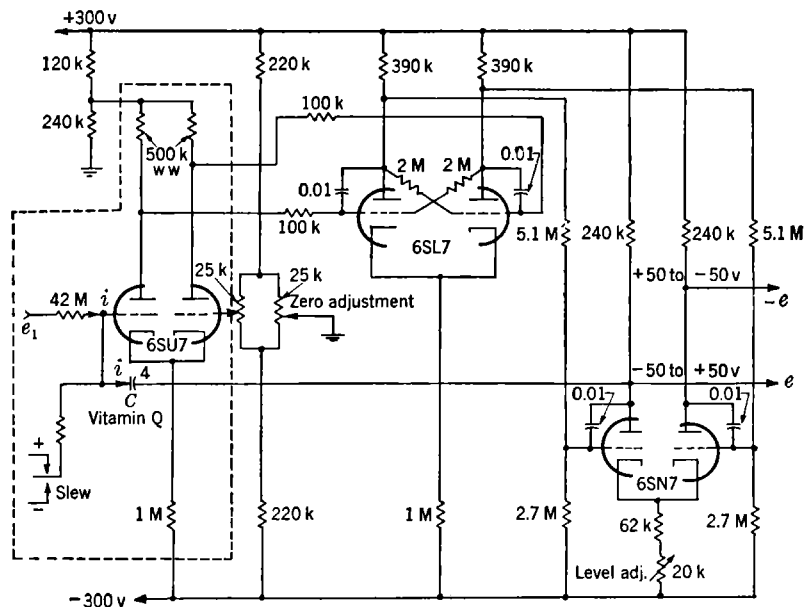 +300 v
120 k
220 k
390 k
390 k
240 k
100 k
500 k
w w
2 M
2 M
0.01
0.01
100 k
6SL7
5.1 M
240 k
240 k
5.1 M
25 k
25 k
Zero adjustment
+50 to
−50 v
−e
42 M
i
e1
6SU7
i
4
C
Vitamin Q
−50 to
+50 v
e
0.01
0.01
6SN7
+
Slew
−
1 M
220 k
1 M
2.7 M
62 k
2.7 M
Level adj.
20 k
−300 v